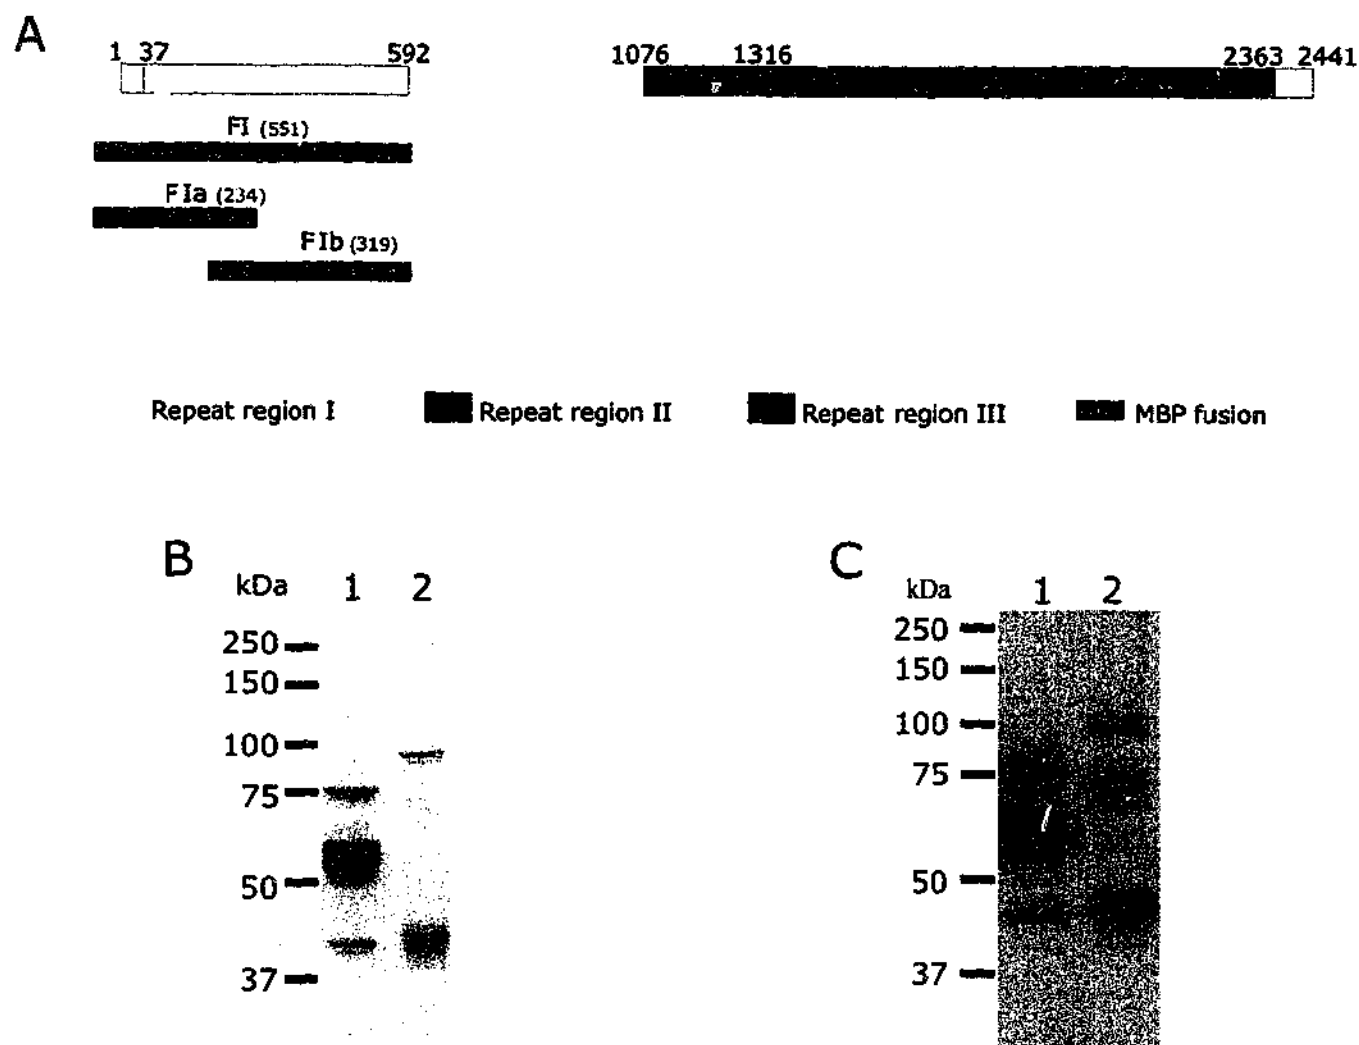 A
1 37 592 1076 1316 2363 2441
FI (551)
FIa (234)
FIb (319)
Repeat region I Repeat region II Repeat region III MBP fusion
B
kDa 1 2
250
150
100
75
50
37
C
kDa 1 2
250
150
100
75
50
37